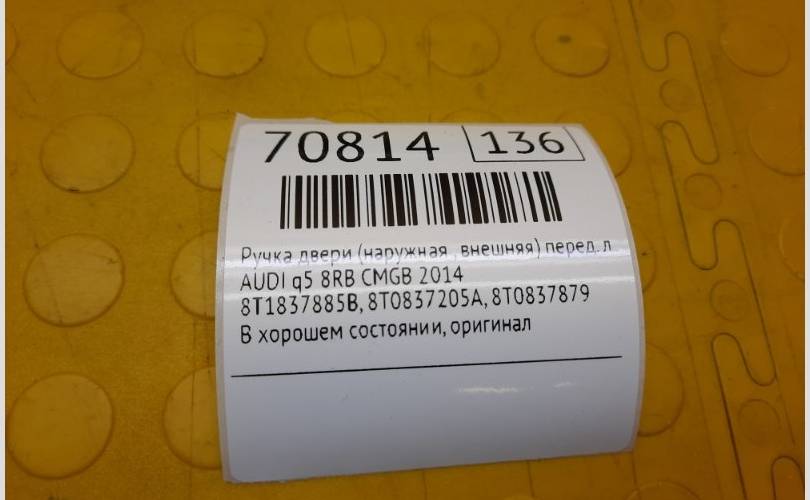 70814 136
Ручка двери (наружная , внешняя) перед. л
AUDI q5 8RB CMGB 2014
8T1837885B, 8T0837205A, 8T0837879
В хорошем состоянии, оригинал